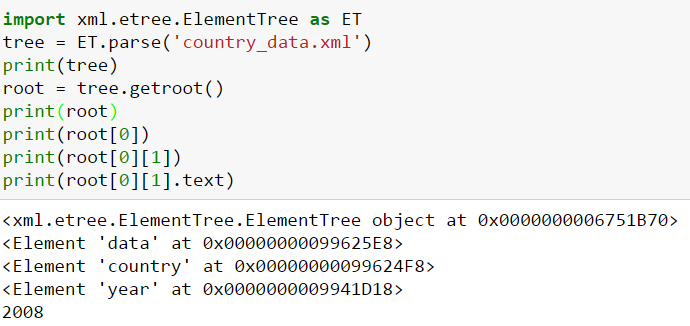 import xml.etree.ElementTree as ET
tree = ET.parse('country_data.xml')
print(tree)
root = tree.getroot()
print(root)
print(root[0])
print(root[0][1])
print(root[0][1].text)
<xml.etree.ElementTree.ElementTree object at 0x0000000006751B70>
<Element 'data' at 0x00000000099625E8>
<Element 'country' at 0x00000000099624F8>
<Element 'year' at 0x0000000009941D18>
2008